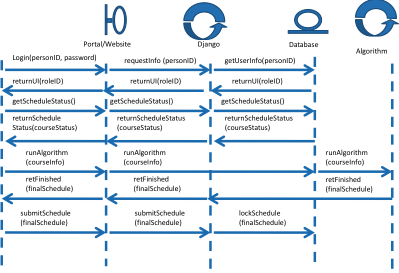 Portal/Website
Django
Database
Algorithm
Login(personID, password)
requestInfo (personID)
getUserInfo(personID)
returnUI(roleID)
returnUI(roleID)
returnUI(roleID)
getScheduleStatus()
getScheduleStatus()
getScheduleStatus()
returnSchedule
Status(courseStatus)
returnScheduleStatus
(courseStatus)
returnScheduleStatus
(courseStatus)
runAlgorithm
(courseInfo)
runAlgorithm
(courseInfo)
runAlgorithm
(courseInfo)
retFinished
(finalSchedule)
retFinished
(finalSchedule)
retFinished
(finalSchedule)
submitSchedule
(finalSchedule)
submitSchedule
(finalSchedule)
lockSchedule
(finalSchedule)